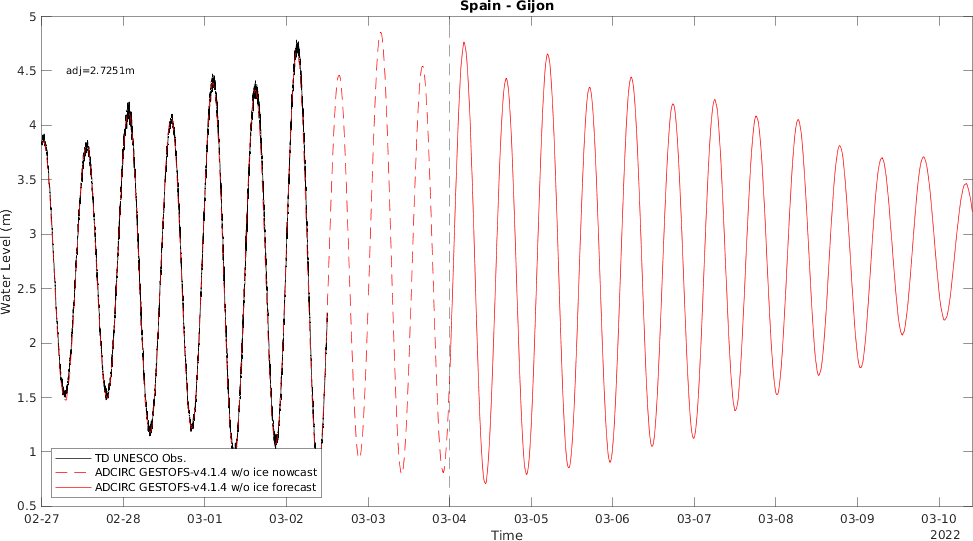 Spain - Gijon
5
4.5
4
3.5
3
2.5
2
1.5
1
0.5
Water Level (m)
adj=2.7251m
TD UNESCO Obs.
ADCIRC GESTOFS-v4.1.4 w/o ice nowcast
ADCIRC GESTOFS-v4.1.4 w/o ice forecast
02-27 02-28 03-01 03-02 03-03 03-04 03-05 03-06 03-07 03-08 03-09 03-10
Time
2022